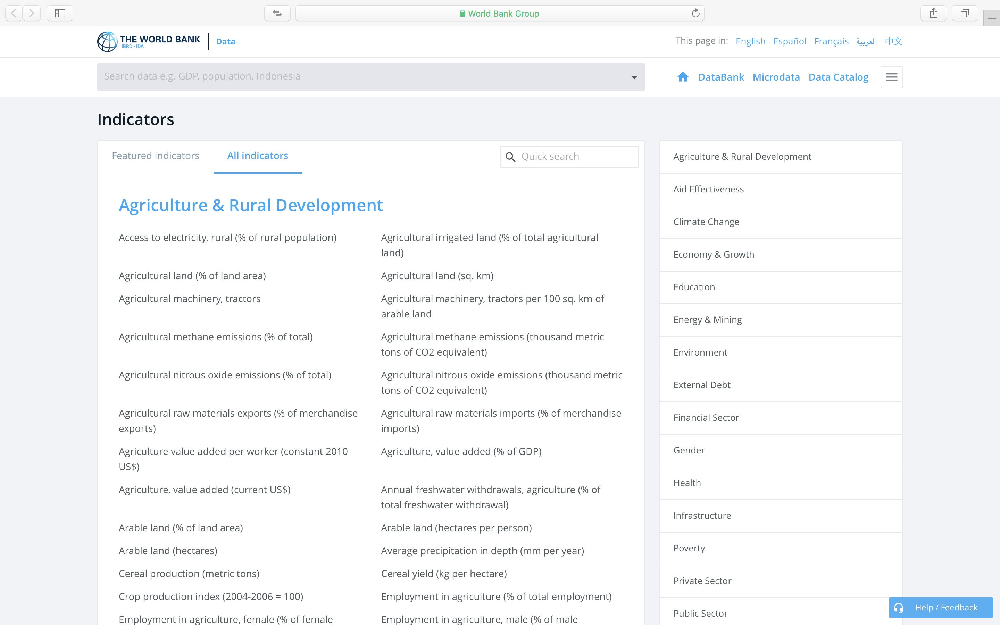 World Bank Group
THE WORLD BANK
IBRD • IDA
Data
This page in: English Español Français العربية 中文
Search data e.g. GDP, population, Indonesia
DataBank Microdata Data Catalog
Indicators
Featured indicators
All indicators
Quick search
Agriculture & Rural Development
Access to electricity, rural (% of rural population)
Agricultural irrigated land (% of total agricultural
land)
Agricultural land (% of land area)
Agricultural land (sq. km)
Agricultural machinery, tractors
Agricultural machinery, tractors per 100 sq. km of
arable land
Agricultural methane emissions (% of total)
Agricultural methane emissions (thousand metric
tons of CO2 equivalent)
Agricultural nitrous oxide emissions (% of total)
Agricultural nitrous oxide emissions (thousand metric
tons of CO2 equivalent)
Agricultural raw materials exports (% of merchandise
exports)
Agricultural raw materials imports (% of merchandise
imports)
Agriculture value added per worker (constant 2010
US$)
Agriculture, value added (% of GDP)
Agriculture, value added (current US$)
Annual freshwater withdrawals, agriculture (% of
total freshwater withdrawal)
Arable land (% of land area)
Arable land (hectares per person)
Arable land (hectares)
Average precipitation in depth (mm per year)
Cereal production (metric tons)
Cereal yield (kg per hectare)
Crop production index (2004-2006 = 100)
Employment in agriculture (% of total employment)
Employment in agriculture, female (% of female
Employment in agriculture, male (% of male
Agriculture & Rural Development
Aid Effectiveness
Climate Change
Economy & Growth
Education
Energy & Mining
Environment
External Debt
Financial Sector
Gender
Health
Infrastructure
Poverty
Private Sector
Public Sector
Help / Feedback